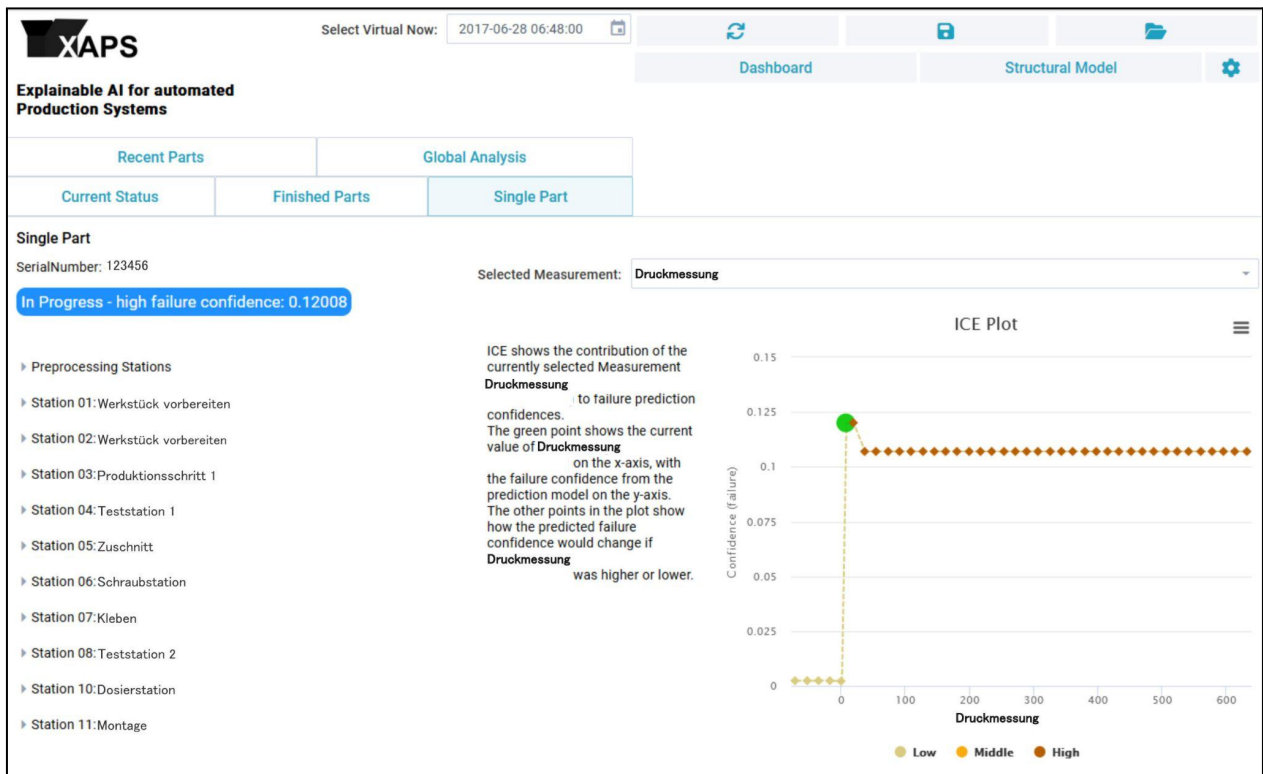 XAPS
Explainable AI for automated
Production Systems
Select Virtual Now: 2017-06-28 06:48:00
Dashboard
Structural Model
Recent Parts
Global Analysis
Current Status
Finished Parts
Single Part
Single Part
SerialNumber: 123456
In Progress - high failure confidence: 0.12008
Selected Measurement: Druckmessung
Preprocessing Stations
Station 01: Werkstück vorbereiten
Station 02: Werkstück vorbereiten
Station 03: Produktionsschritt 1
Station 04: Teststation 1
Station 05: Zuschnitt
Station 06: Schraubstation
Station 07: Kleben
Station 08: Teststation 2
Station 10: Dosierstation
Station 11: Montage
ICE shows the contribution of the
currently selected Measurement
Druckmessung
to failure prediction
confidences.
The green point shows the current
value of Druckmessung
on the x-axis, with
the failure confidence from the
prediction model on the y-axis.
The other points in the plot show
how the predicted failure
confidence would change if
Druckmessung
was higher or lower.
ICE Plot
Confidence (failure)
0.15
0.125
0.1
0.075
0.05
0.025
0
0 100 200 300 400 500 600
Druckmessung
Low Middle High